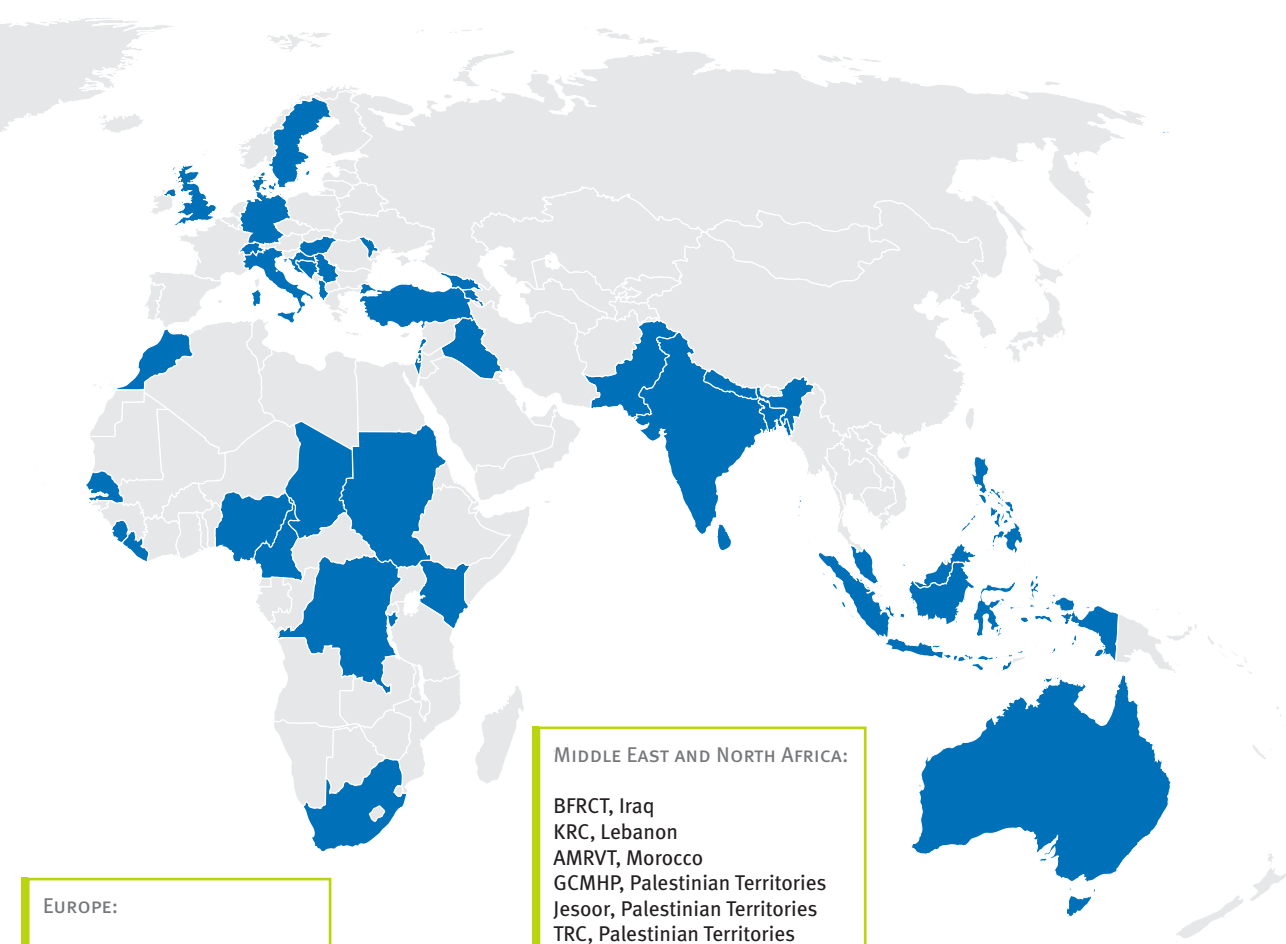 MIDDLE EAST AND NORTH AFRICA:
BFRCT, Iraq
KRC, Lebanon
AMRVT, Morocco
GCMHP, Palestinian Territories
Jesoor, Palestinian Territories
TRC, Palestinian Territories
EUROPE: